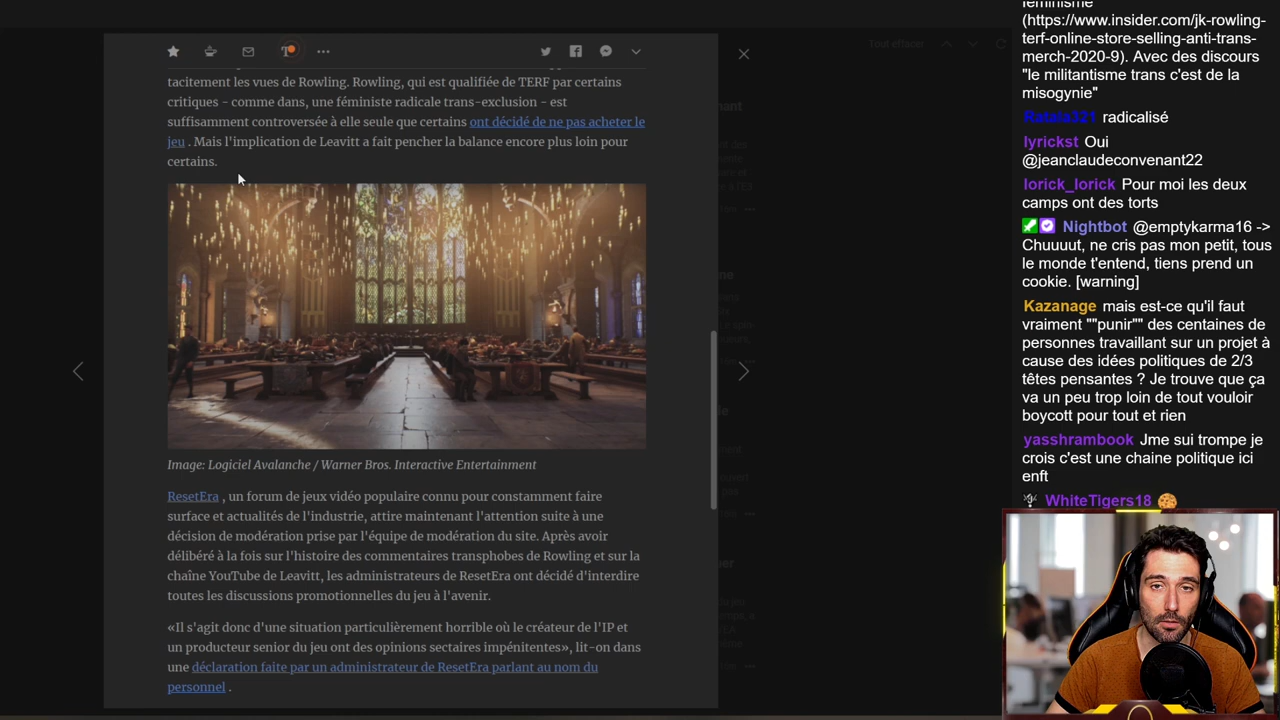 Tout effacer
tacitement les vues de Rowling. Rowling, qui est qualifiée de TERF par certains
critiques - comme dans, une féministe radicale trans-exclusion - est
suffisamment controversée à elle seule que certains ont décidé de ne pas acheter le
jeu . Mais l'implication de Leavitt a fait pencher la balance encore plus loin pour
certains.
Image: Logiciel Avalanche / Warner Bros. Interactive Entertainment
ResetEra , un forum de jeux vidéo populaire connu pour constamment faire
surface et actualités de l'industrie, attire maintenant l'attention suite à une
décision de modération prise par l'équipe de modération du site. Après avoir
délibéré à la fois sur l'histoire des commentaires transphobes de Rowling et sur la
chaîne YouTube de Leavitt, les administrateurs de ResetEra ont décidé d'interdire
toutes les discussions promotionnelles du jeu à l'avenir.
«Il s'agit donc d'une situation particulièrement horrible où le créateur de l'IP et
un producteur senior du jeu ont des opinions sectaires impénitentes», lit-on dans
une déclaration faite par un administrateur de ResetEra parlant au nom du
personnel .
féminisme
(https://www.insider.com/jk-rowling-
terf-online-store-selling-anti-trans-
merch-2020-9). Avec des discours
"le militantisme trans c'est de la
misogynie"
Ratala321 radicalisé
lyrickst Oui
@jeanclaudeconvenant22
lorick_lorick Pour moi les deux
camps ont des torts
Nightbot @emptykarma16 ->
Chuuuut, ne cris pas mon petit, tous
le monde t'entend, tiens prend un
cookie. [warning]
Kazanage mais est-ce qu'il faut
vraiment ""punir"" des centaines de
personnes travaillant sur un projet à
cause des idées politiques de 2/3
têtes pensantes ? Je trouve que ça
va un peu trop loin de tout vouloir
boycott pour tout et rien
yasshrambook Jme sui trompe je
crois c'est une chaine politique ici
enft
WhiteTigers18